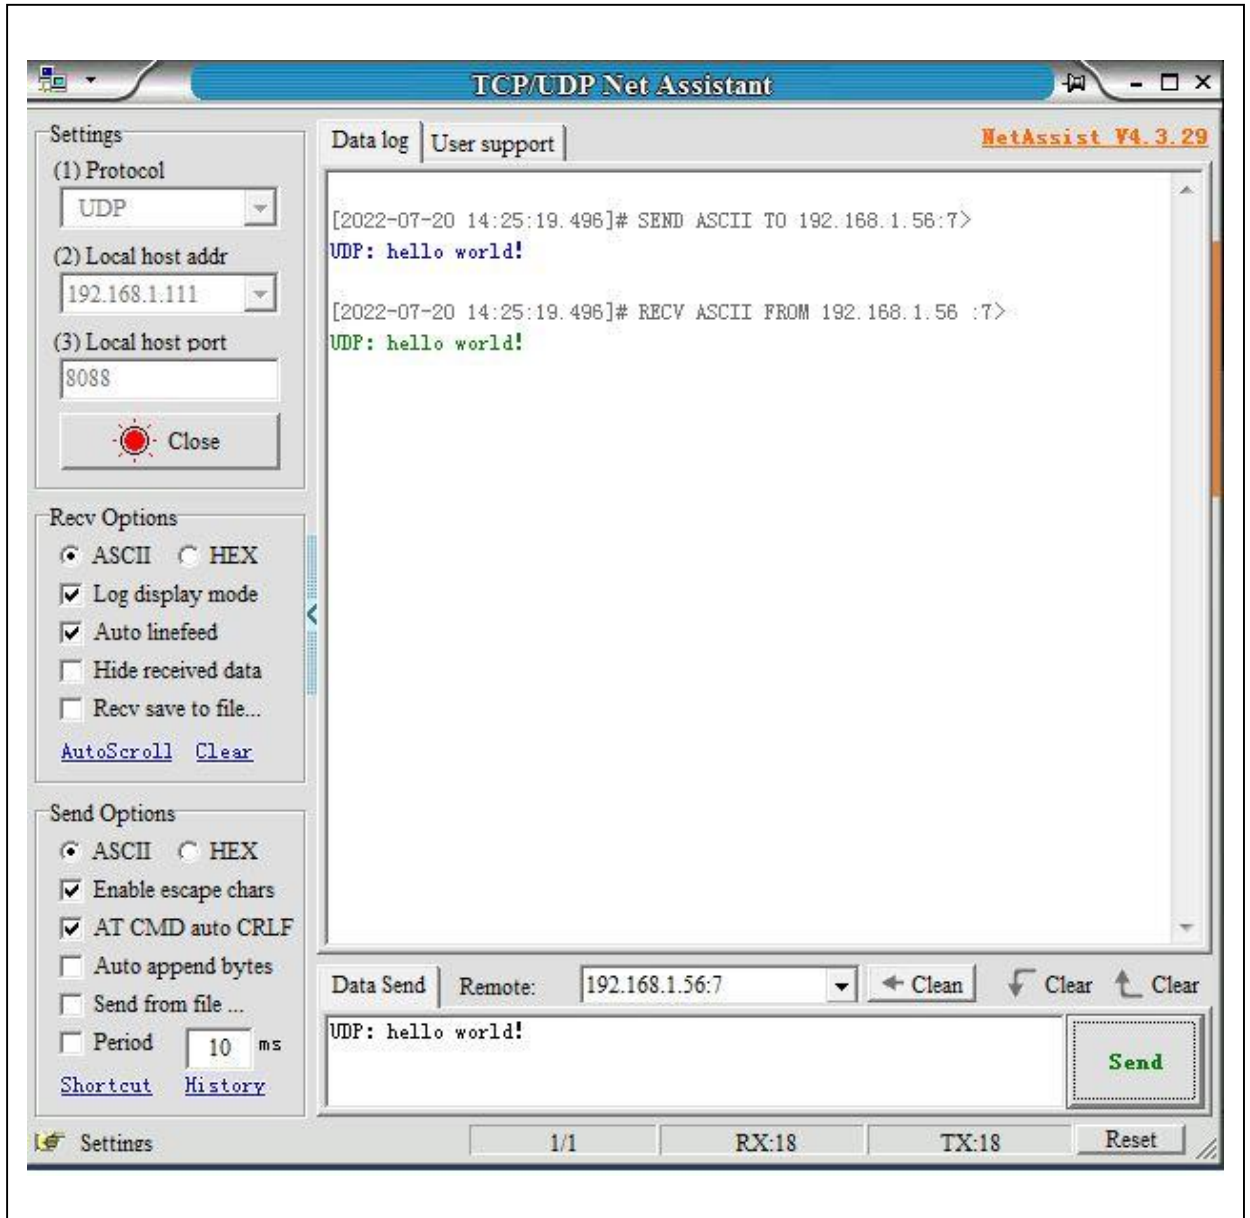 TCP/UDP Net Assistant
Settings
(1) Protocol
UDP
(2) Local host addr
192.168.1.111
(3) Local host port
8088
Close
Recv Options
ASCII HEX
Log display mode
Auto linefeed
Hide received data
Recv save to file...
AutoScroll Clear
Send Options
ASCII HEX
Enable escape chars
AT CMD auto CRLF
Auto append bytes
Send from file ...
Period 10 ms
Shortcut History
Data log User support NetAssist V4.3.29
[2022-07-20 14:25:19.496]# SEND ASCII TO 192.168.1.56:7>
UDP: hello world!
[2022-07-20 14:25:19.496]# RECV ASCII FROM 192.168.1.56 :7>
UDP: hello world!
Data Send Remote: 192.168.1.56:7 Clean Clear Clear
UDP: hello world!
Send
Settings 1/1 RX:18 TX:18 Reset